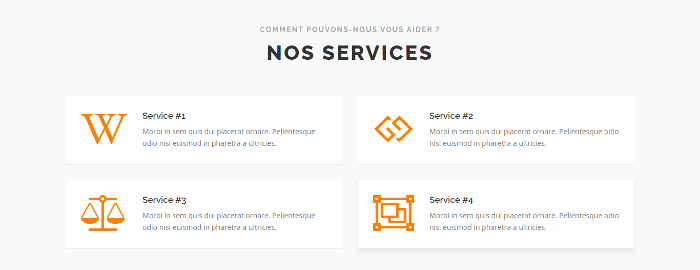 COMMENT POUVONS-NOUS VOUS AIDER ?
NOS SERVICES
Service #1
Morbi in sem quis dui placerat ornare. Pellentesque
odio nisi euismod in pharetra a ultricies.
Service #2
Morbi in sem quis dui placerat ornare. Pellentesque odio
nisi euismod in pharetra a ultricies.
Service #3
Morbi in sem quis dui placerat ornare. Pellentesque
odio nisi euismod in pharetra a ultricies.
Service #4
Morbi in sem quis dui placerat ornare. Pellentesque odio
nisi euismod in pharetra a ultricies.